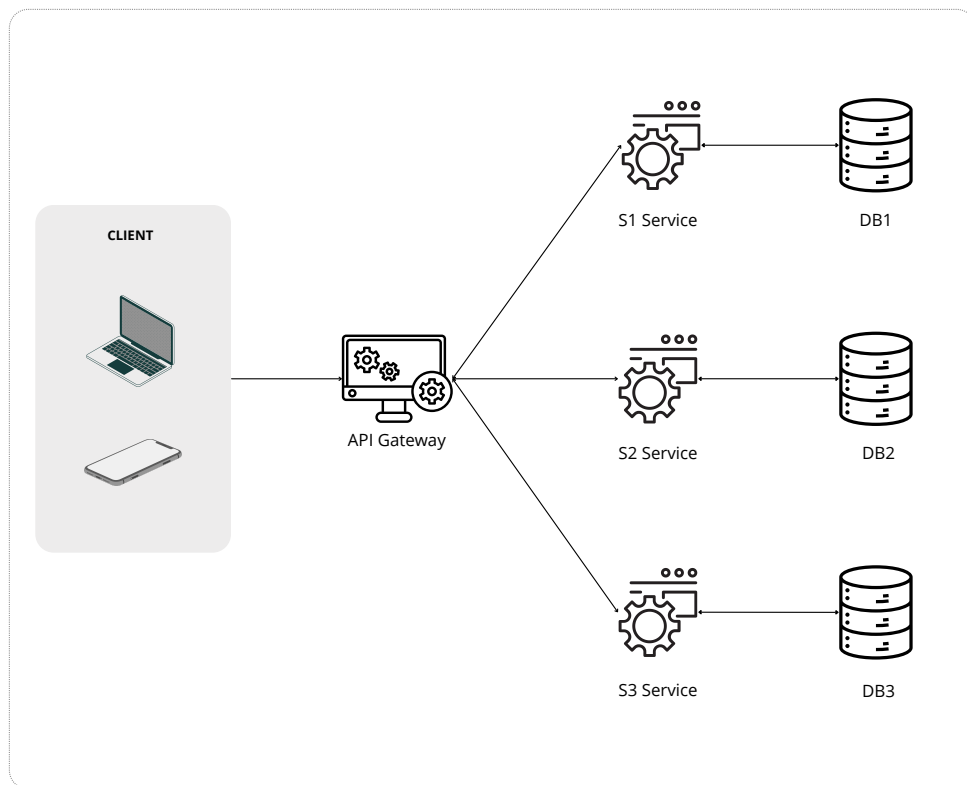 CLIENT
API Gateway
S1 Service
DB1
S2 Service
DB2
S3 Service
DB3